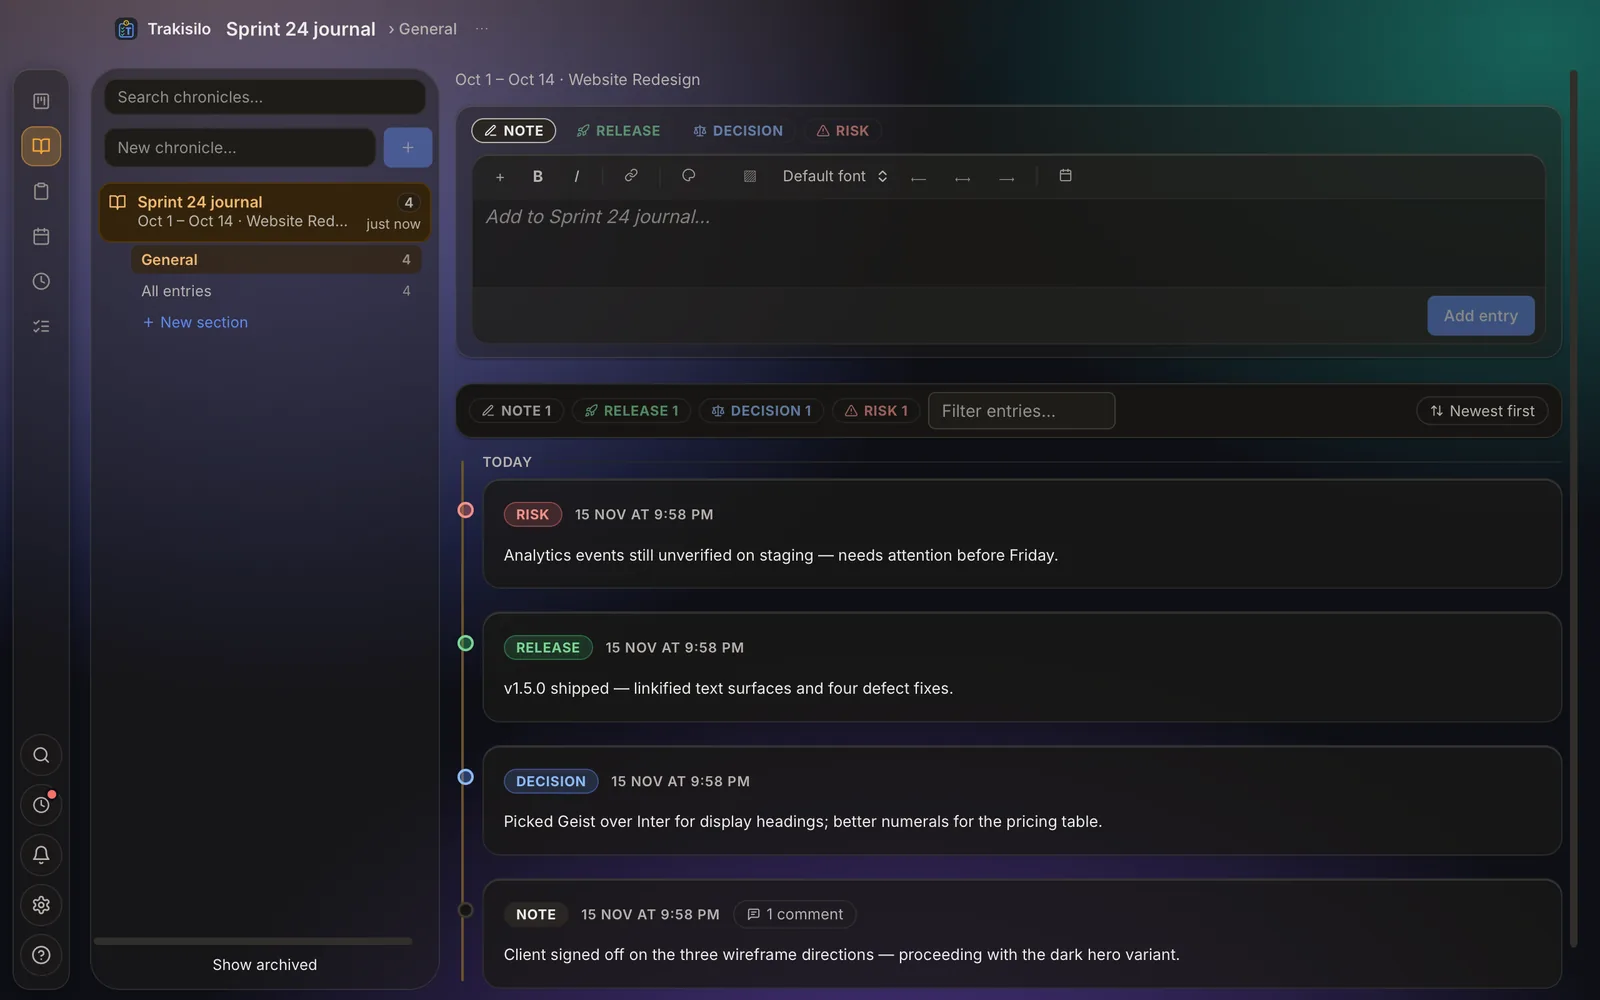 Trakisilo Sprint 24 journal › General ...
Search chronicles...
New chronicle... +
Sprint 24 journal 4
Oct 1 – Oct 14 · Website Red... just now
General 4
All entries 4
+ New section
Show archived
Oct 1 – Oct 14 · Website Redesign
NOTE RELEASE DECISION RISK
+ B I Default font
Add to Sprint 24 journal...
Add entry
NOTE 1 RELEASE 1 DECISION 1 RISK 1 Filter entries... Newest first
TODAY
RISK 15 NOV AT 9:58 PM
Analytics events still unverified on staging — needs attention before Friday.
RELEASE 15 NOV AT 9:58 PM
v1.5.0 shipped — linkified text surfaces and four defect fixes.
DECISION 15 NOV AT 9:58 PM
Picked Geist over Inter for display headings; better numerals for the pricing table.
NOTE 15 NOV AT 9:58 PM 1 comment
Client signed off on the three wireframe directions — proceeding with the dark hero variant.